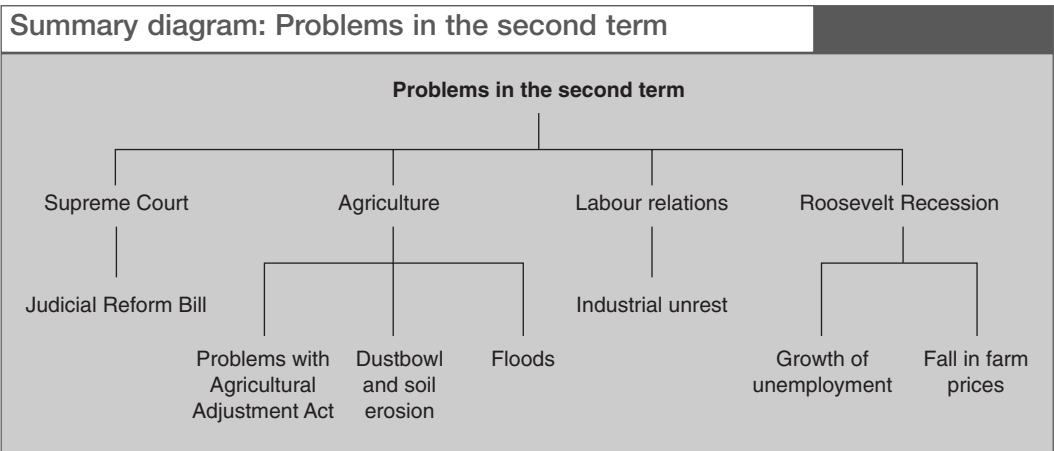 Summary diagram: Problems in the second term
Problems in the second term
Supreme Court
Agriculture
Labour relations
Roosevelt Recession
Judicial Reform Bill
Industrial unrest
Problems with
Agricultural
Adjustment Act
Dustbowl
and soil
erosion
Floods
Growth of
unemployment
Fall in farm
prices